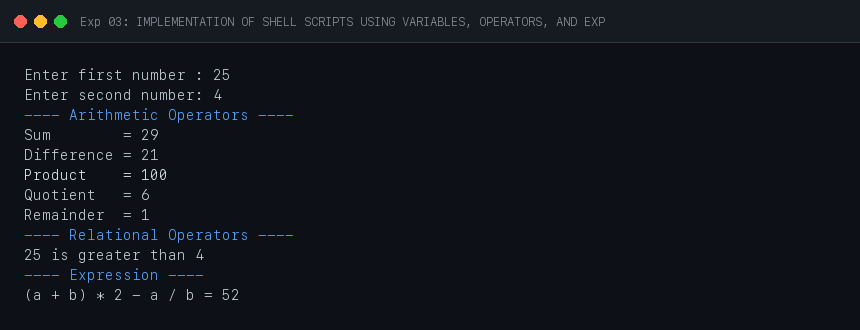 Exp 03: IMPLEMENTATION OF SHELL SCRIPTS USING VARIABLES, OPERATORS, AND EXP
Enter first number : 25
Enter second number: 4
---- Arithmetic Operators ----
Sum        = 29
Difference = 21
Product    = 100
Quotient   = 6
Remainder  = 1
---- Relational Operators ----
25 is greater than 4
---- Expression ----
(a + b) * 2 - a / b = 52